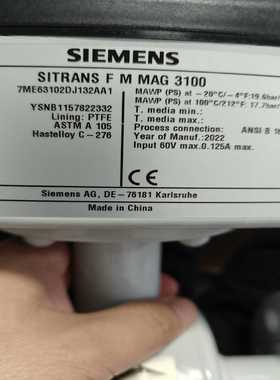 SIEMENS
SITRANS F M MAG 3100
7ME63102DJ132AA1
YSNB1157822332
Lining: PTFE
ASTM A 105
Hastelloy C-276
MAWP (PS) at -20°C/-4°F:19.6bar/
MAWP (PS) at 100°C/212°F: 17.7bar/
T. media min.:
T. media max.:
Process connection: ANSI B 16
Year of Manuf.:2022
Input 60V max.0.125A max.
CE
Siemens AG, DE-76181 Karlsruhe
Made in China